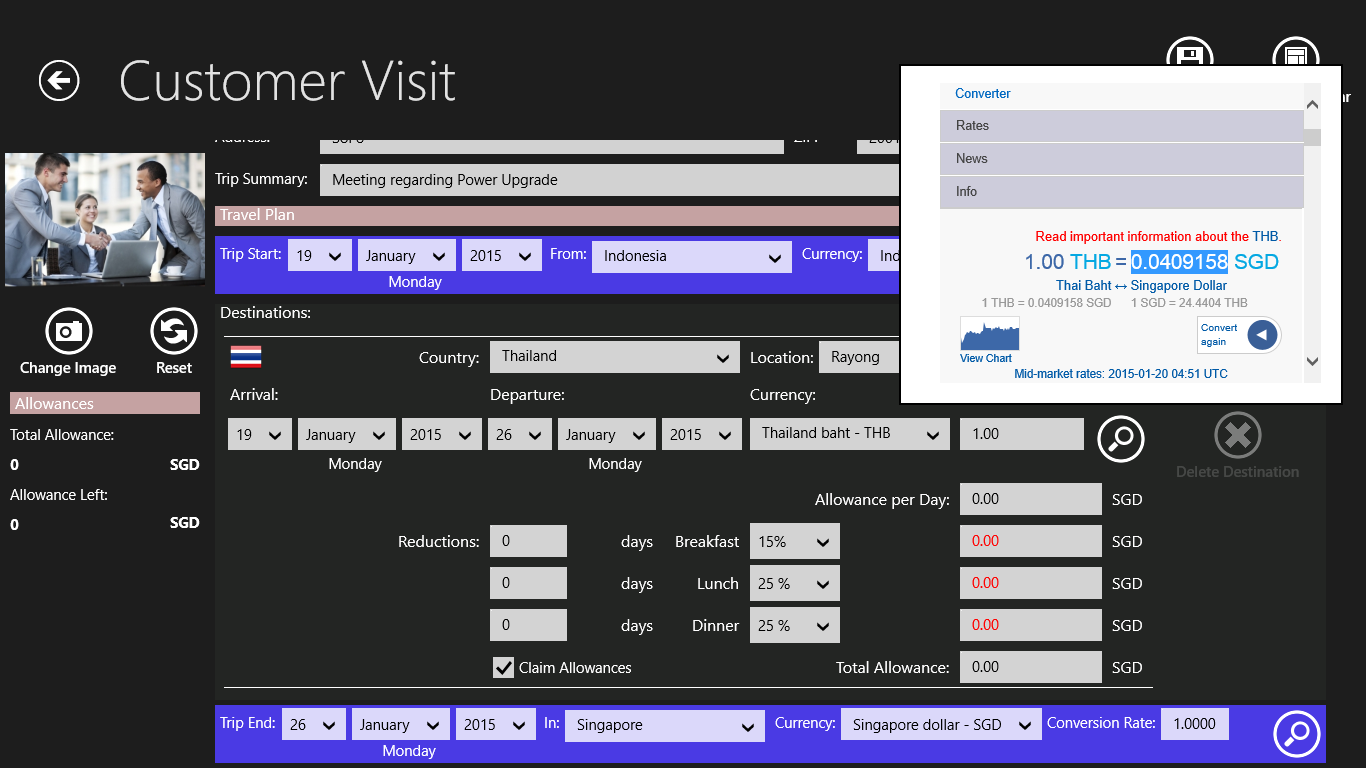 Customer Visit
Trip Summary: Meeting regarding Power Upgrade
Travel Plan
Trip Start: 19 January 2015 From: Indonesia Currency:
Monday
Destinations:
Country: Thailand Location: Rayong
Arrival: Departure: Currency:
19 January 2015 26 January 2015 Thailand baht - THB 1.00
Monday Monday
Delete Destination
Allowance per Day: 0.00 SGD
Reductions: 0 days Breakfast 15% 0.00 SGD
0 days Lunch 25 % 0.00 SGD
0 days Dinner 25 % 0.00 SGD
Claim Allowances Total Allowance: 0.00 SGD
Trip End: 26 January 2015 In: Singapore Currency: Singapore dollar - SGD Conversion Rate: 1.0000
Monday
Change Image Reset
Allowances
Total Allowance:
0 SGD
Allowance Left:
0 SGD
Converter
Rates
News
Info
Read important information about the THB.
1.00 THB = 0.0409158 SGD
Thai Baht ↔ Singapore Dollar
1 THB = 0.0409158 SGD 1 SGD = 24.4404 THB
View Chart
Convert
again
Mid-market rates: 2015-01-20 04:51 UTC